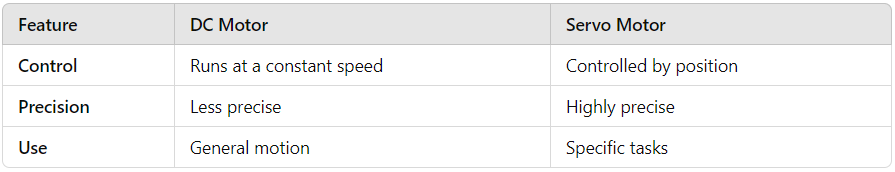 Feature DC Motor Servo Motor
Control Runs at a constant speed Controlled by position
Precision Less precise Highly precise
Use General motion Specific tasks